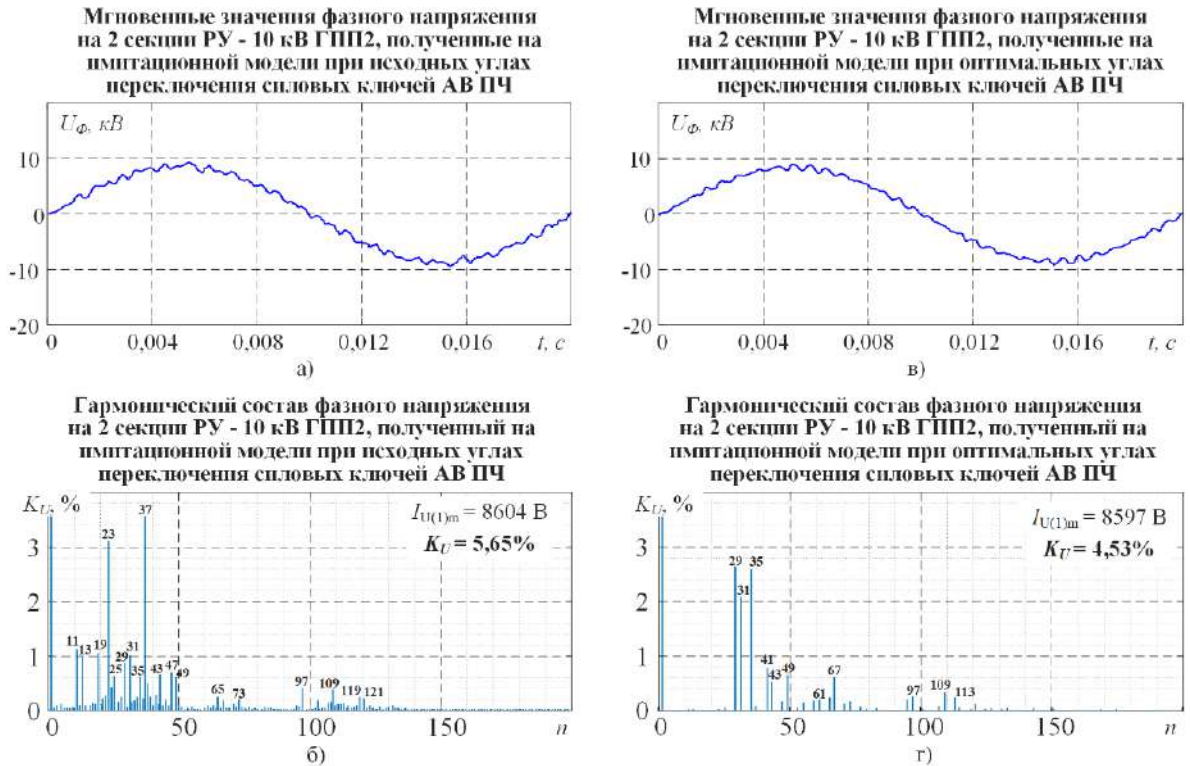 Мгновенные значения фазного напряжения
на 2 секции РУ - 10 кВ ГПП2, полученные на
имитационной модели при исходных углах
переключения силовых ключей АВ ПЧ
UФ, кВ
10
0
-10
-20
0
0,004
0,008
0,012
0,016
t, с
а)
Мгновенные значения фазного напряжения
на 2 секции РУ - 10 кВ ГПП2, полученные на
имитационной модели при оптимальных углах
переключения силовых ключей АВ ПЧ
UФ, кВ
10
0
-10
-20
0
0,004
0,008
0,012
0,016
t, с
в)
Гармонический состав фазного напряжения
на 2 секции РУ - 10 кВ ГПП2, полученный на
имитационной модели при исходных углах
переключения силовых ключей АВ ПЧ
KU, %
IU(1)m = 8604 В
KU = 5,65%
3
2
1
0
11
13
19
23
25
29
31
35
37
43
47
49
65
73
97
109
119
121
0
50
100
150
n
б)
Гармонический состав фазного напряжения
на 2 секции РУ - 10 кВ ГПП2, полученный на
имитационной модели при оптимальных углах
переключения силовых ключей АВ ПЧ
KU, %
IU(1)m = 8597 В
KU = 4,53%
3
2
1
0
29
31
35
41
43
49
61
67
97
109
113
0
50
100
150
n
г)